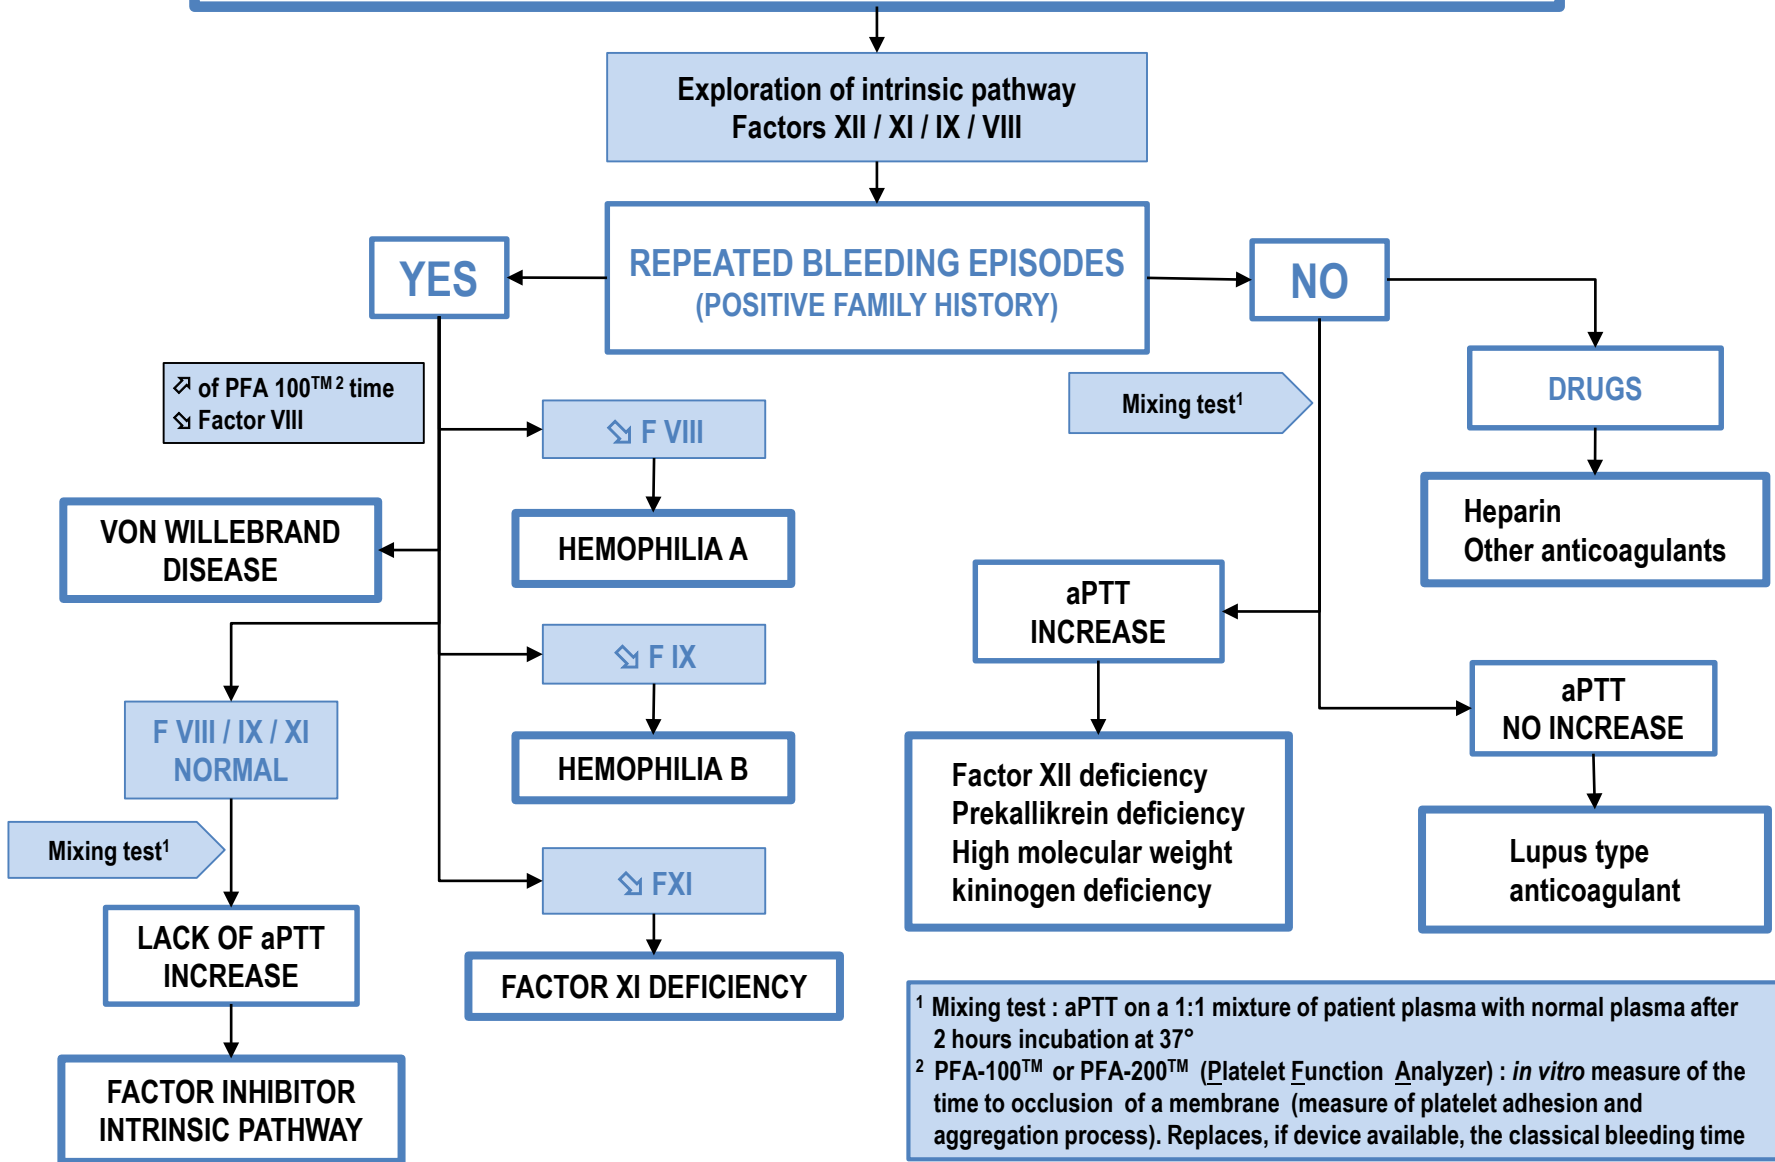 Exploration of intrinsic pathway
Factors XII / XI / IX / VIII
REPEATED BLEEDING EPISODES
(POSITIVE FAMILY HISTORY)
YES
NO
⬀ of PFA 100TM 2 time
⬂ Factor VIII
⬂ F VIII
Mixing test1
DRUGS
VON WILLEBRAND
DISEASE
HEMOPHILIA A
Heparin
Other anticoagulants
aPTT
INCREASE
⬂ F IX
F VIII / IX / XI
NORMAL
aPTT
NO INCREASE
HEMOPHILIA B
Factor XII deficiency
Prekallikrein deficiency
High molecular weight
kininogen deficiency
Mixing test1
Lupus type
anticoagulant
⬂ FXI
LACK OF aPTT
INCREASE
FACTOR XI DEFICIENCY
FACTOR INHIBITOR
INTRINSIC PATHWAY
1 Mixing test : aPTT on a 1:1 mixture of patient plasma with normal plasma after
2 hours incubation at 37°
2 PFA-100TM or PFA-200TM (Platelet Function Analyzer) : in vitro measure of the
time to occlusion of a membrane (measure of platelet adhesion and
aggregation process). Replaces, if device available, the classical bleeding time